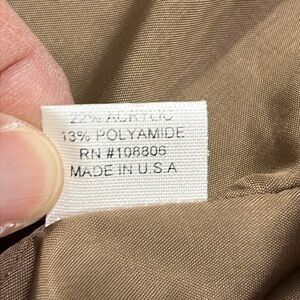 22% ACRYLIC
13% POLYAMIDE
RN #108806
MADE IN U.S.A